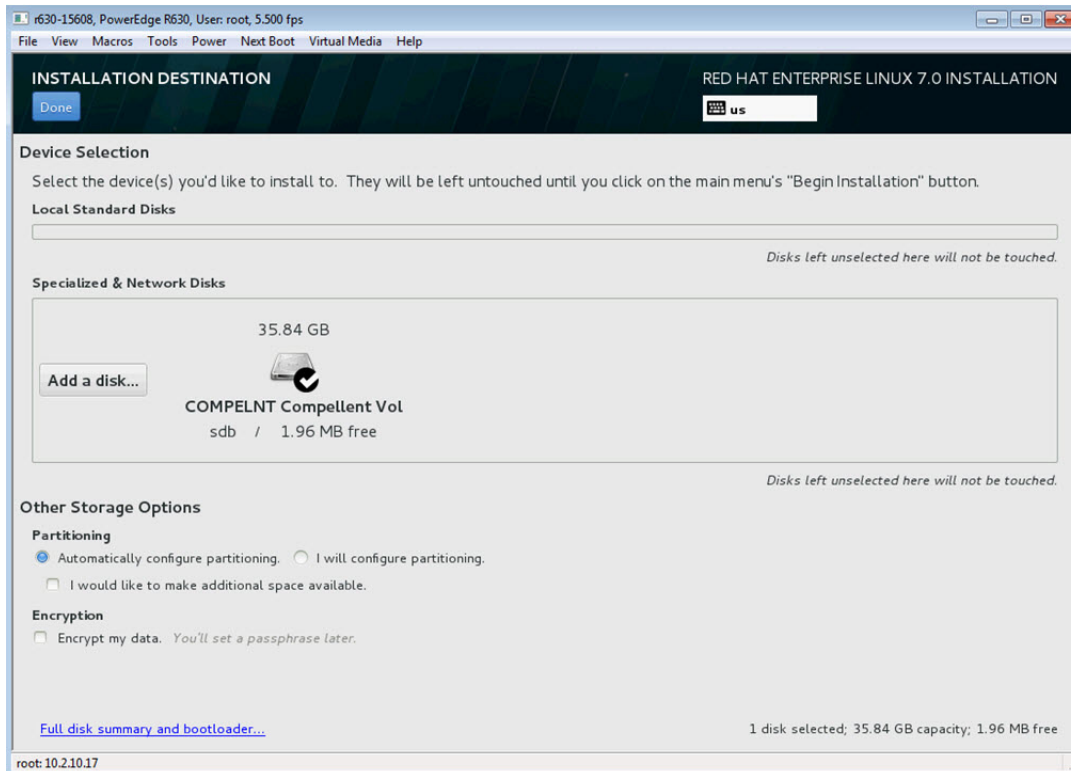 r630-15608, PowerEdge R630, User: root, 5.500 fps
File View Macros Tools Power Next Boot Virtual Media Help
INSTALLATION DESTINATION
RED HAT ENTERPRISE LINUX 7.0 INSTALLATION
Done
us
Device Selection
Select the device(s) you'd like to install to. They will be left untouched until you click on the main menu's "Begin Installation" button.
Local Standard Disks
Disks left unselected here will not be touched.
Specialized & Network Disks
35.84 GB
Add a disk...
COMPELNT Compellent Vol
sdb / 1.96 MB free
Disks left unselected here will not be touched.
Other Storage Options
Partitioning
Automatically configure partitioning. I will configure partitioning.
I would like to make additional space available.
Encryption
Encrypt my data. You'll set a passphrase later.
Full disk summary and bootloader...
1 disk selected; 35.84 GB capacity; 1.96 MB free
root: 10.2.10.17